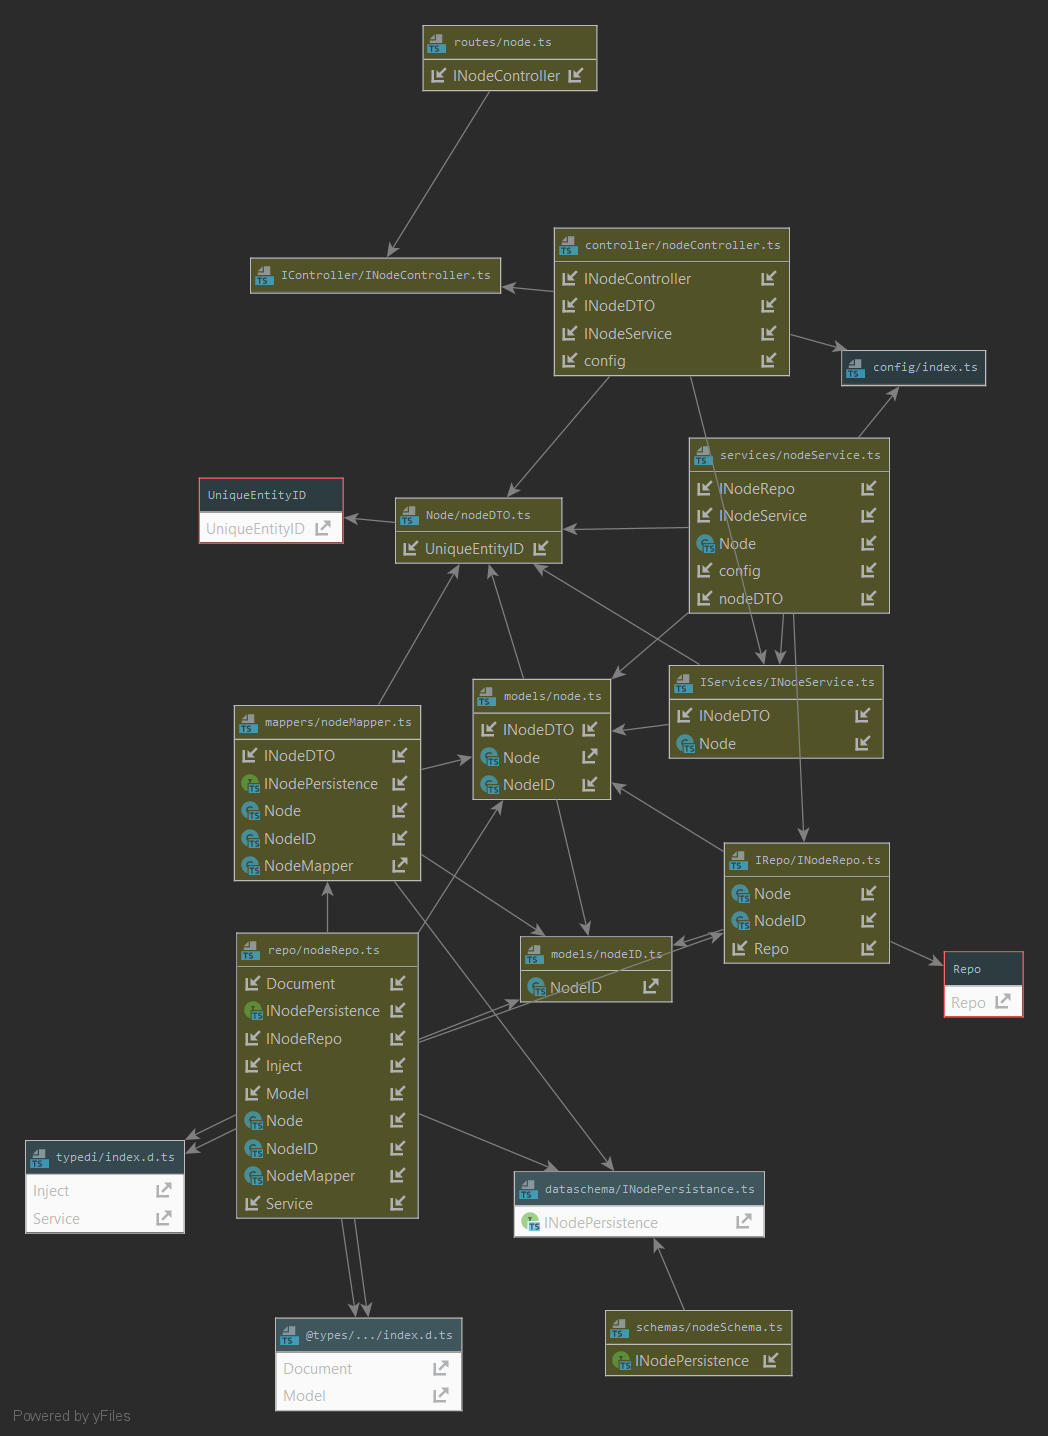 routes/node.ts
INodeController
controller/nodeController.ts
INodeController
INodeDTO
INodeService
config
IController/INodeController.ts
config/index.ts
services/nodeService.ts
INodeRepo
INodeService
Node
config
nodeDTO
UniqueEntityID
UniqueEntityID
Node/nodeDTO.ts
UniqueEntityID
IServices/INodeService.ts
INodeDTO
Node
models/node.ts
INodeDTO
Node
NodeID
mappers/nodeMapper.ts
INodeDTO
INodePersistence
Node
NodeID
NodeMapper
IRepo/INodeRepo.ts
Node
NodeID
Repo
repo/nodeRepo.ts
Document
INodePersistence
INodeRepo
Inject
Model
Node
NodeID
NodeMapper
Service
models/nodeID.ts
NodeID
Repo
Repo
typedi/index.d.ts
Inject
Service
dataschema/INodePersistance.ts
INodePersistence
schemas/nodeSchema.ts
INodePersistence
@types/.../index.d.ts
Document
Model
Powered by yFiles